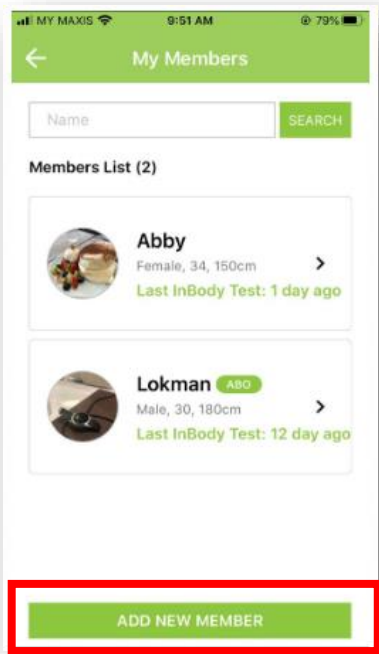 MY MAXIS 9:51 AM 79%
My Members
Name SEARCH
Members List (2)
Abby
Female, 34, 150cm
Last InBody Test: 1 day ago
Lokman ABO
Male, 30, 180cm
Last InBody Test: 12 day ago
ADD NEW MEMBER